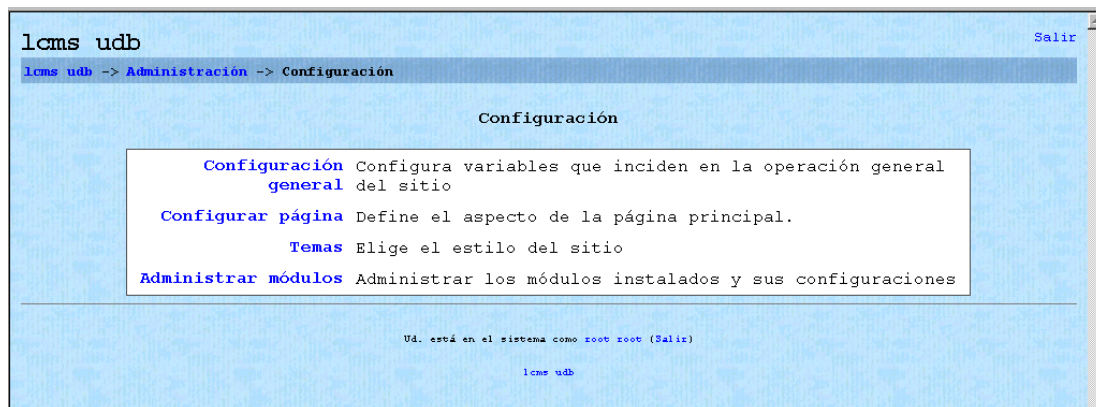 lcms udb
Salir
lcms udb -> Administración -> Configuración
Configuración
Configuración general
Configura variables que inciden en la operación general del sitio
Configurar página
Define el aspecto de la página principal.
Temas
Elige el estilo del sitio
Administrar módulos
Administrar los módulos instalados y sus configuraciones
Ud. está en el sistema como root root (Salir)
lcms udb